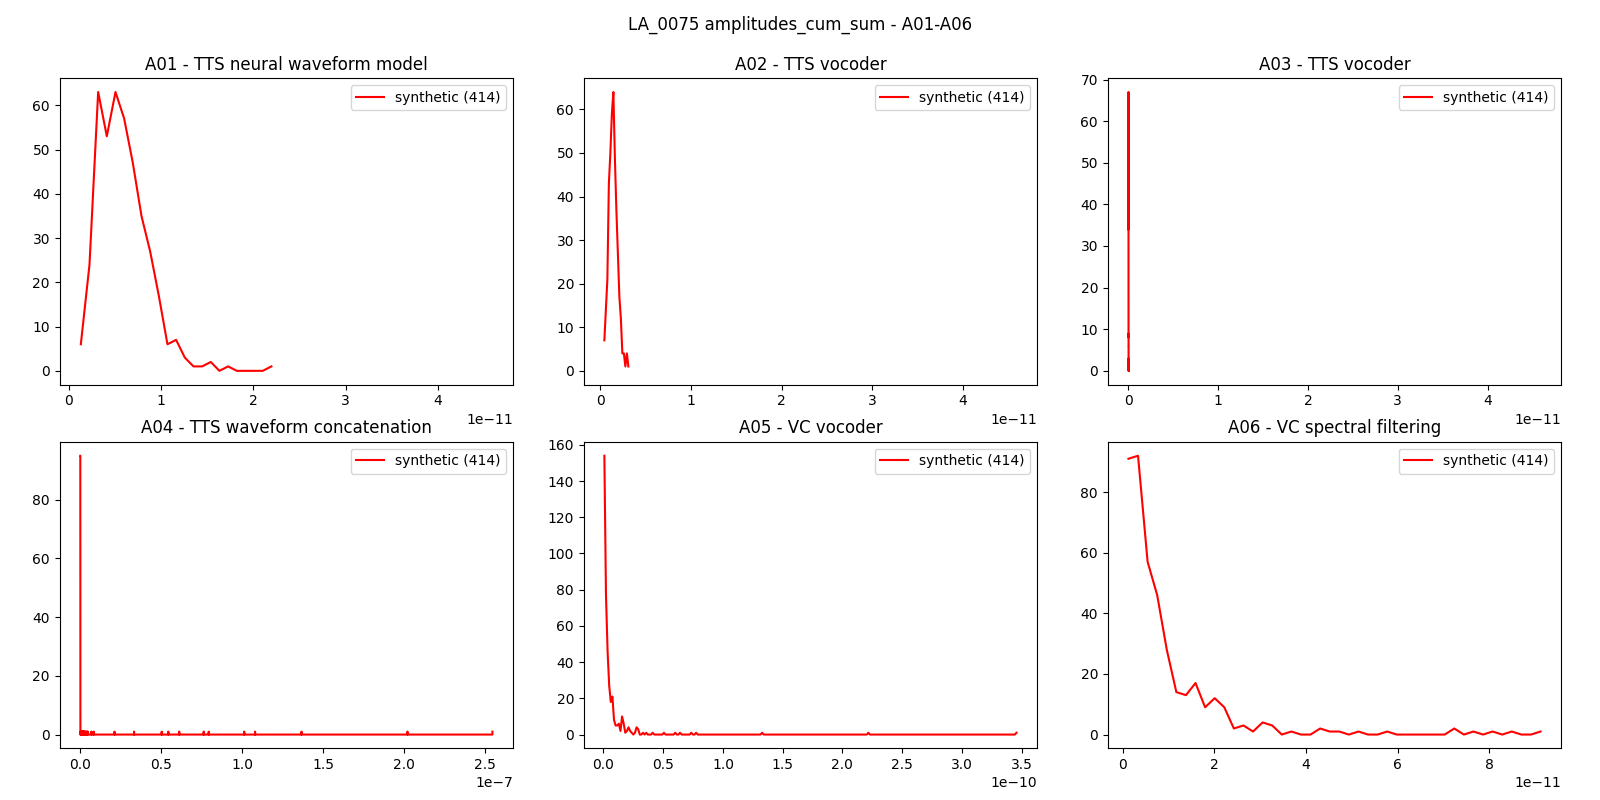 LA_0075 amplitudes_cum_sum - A01-A06
A01 - TTS neural waveform model
synthetic (414)
60
50
40
30
20
10
0
0 1 2 3 4
1e−11
A02 - TTS vocoder
synthetic (414)
60
50
40
30
20
10
0
0 1 2 3 4
1e−11
A03 - TTS vocoder
synthetic (414)
70
60
50
40
30
20
10
0
0 1 2 3 4
1e−11
A04 - TTS waveform concatenation
synthetic (414)
80
60
40
20
0
0.0 0.5 1.0 1.5 2.0 2.5
1e−7
A05 - VC vocoder
synthetic (414)
160
140
120
100
80
60
40
20
0
0.0 0.5 1.0 1.5 2.0 2.5 3.0 3.5
1e−10
A06 - VC spectral filtering
synthetic (414)
80
60
40
20
0
0 2 4 6 8
1e−11